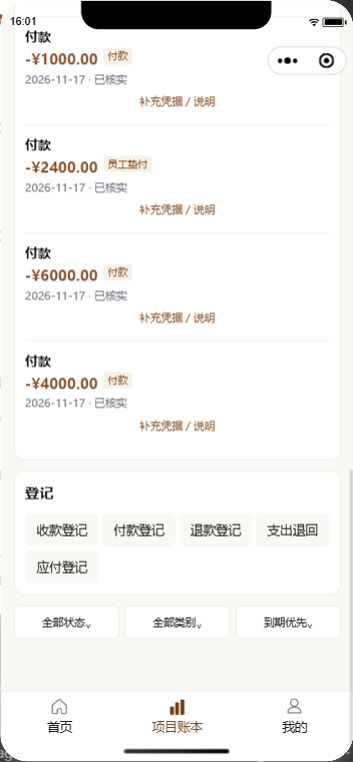 16:01
付款
-¥1000.00 付款
2026-11-17 · 已核实
补充凭据 / 说明
付款
-¥2400.00 员工垫付
2026-11-17 · 已核实
补充凭据 / 说明
付款
-¥6000.00 付款
2026-11-17 · 已核实
补充凭据 / 说明
付款
-¥4000.00 付款
2026-11-17 · 已核实
补充凭据 / 说明
登记
收款登记 付款登记 退款登记 支出退回
应付登记
全部状态 全部类别 到期优先
首页 项目账本 我的